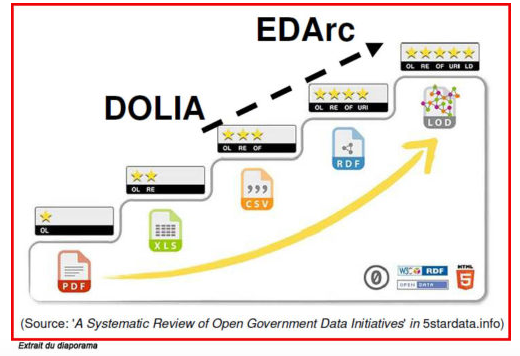 EDArc
OL RE OF URI LD
DOLIA
OL RE OF URI
LOD
OL RE OF
RDF
OL RE
CSV
OL
XLS
PDF
0
W3C RDF
OPEN DATA
HTML
5
(Source: 'A Systematic Review of Open Government Data Initiatives' in 5stardata.info)
Extrait du diaporama